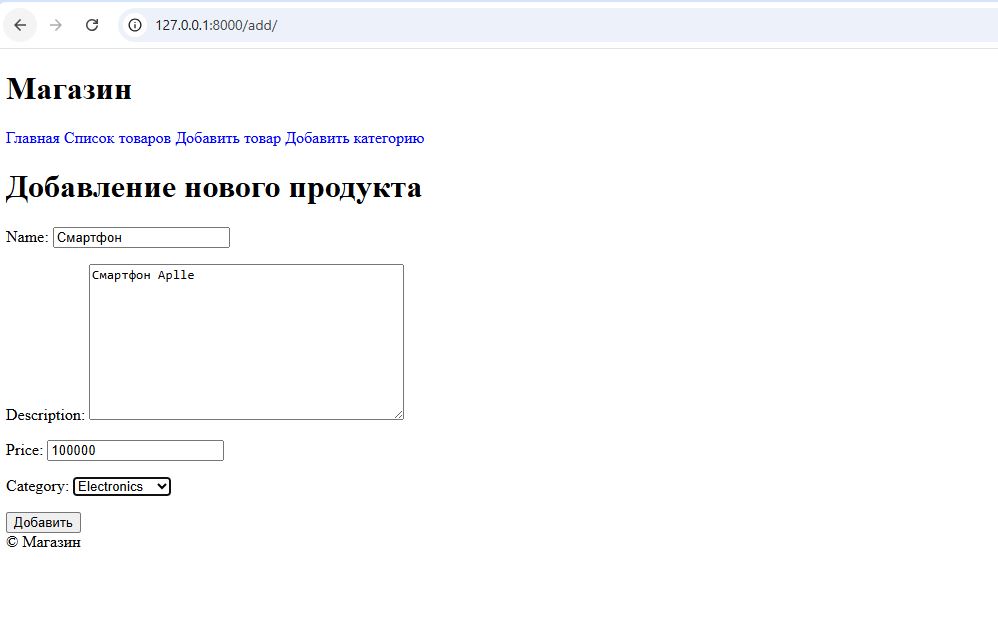 127.0.0.1:8000/add/
Магазин
Главная Список товаров Добавить товар Добавить категорию
Добавление нового продукта
Name: Смартфон
Смартфон Aplle
Description:
Price: 100000
Category: Electronics
Добавить
© Магазин